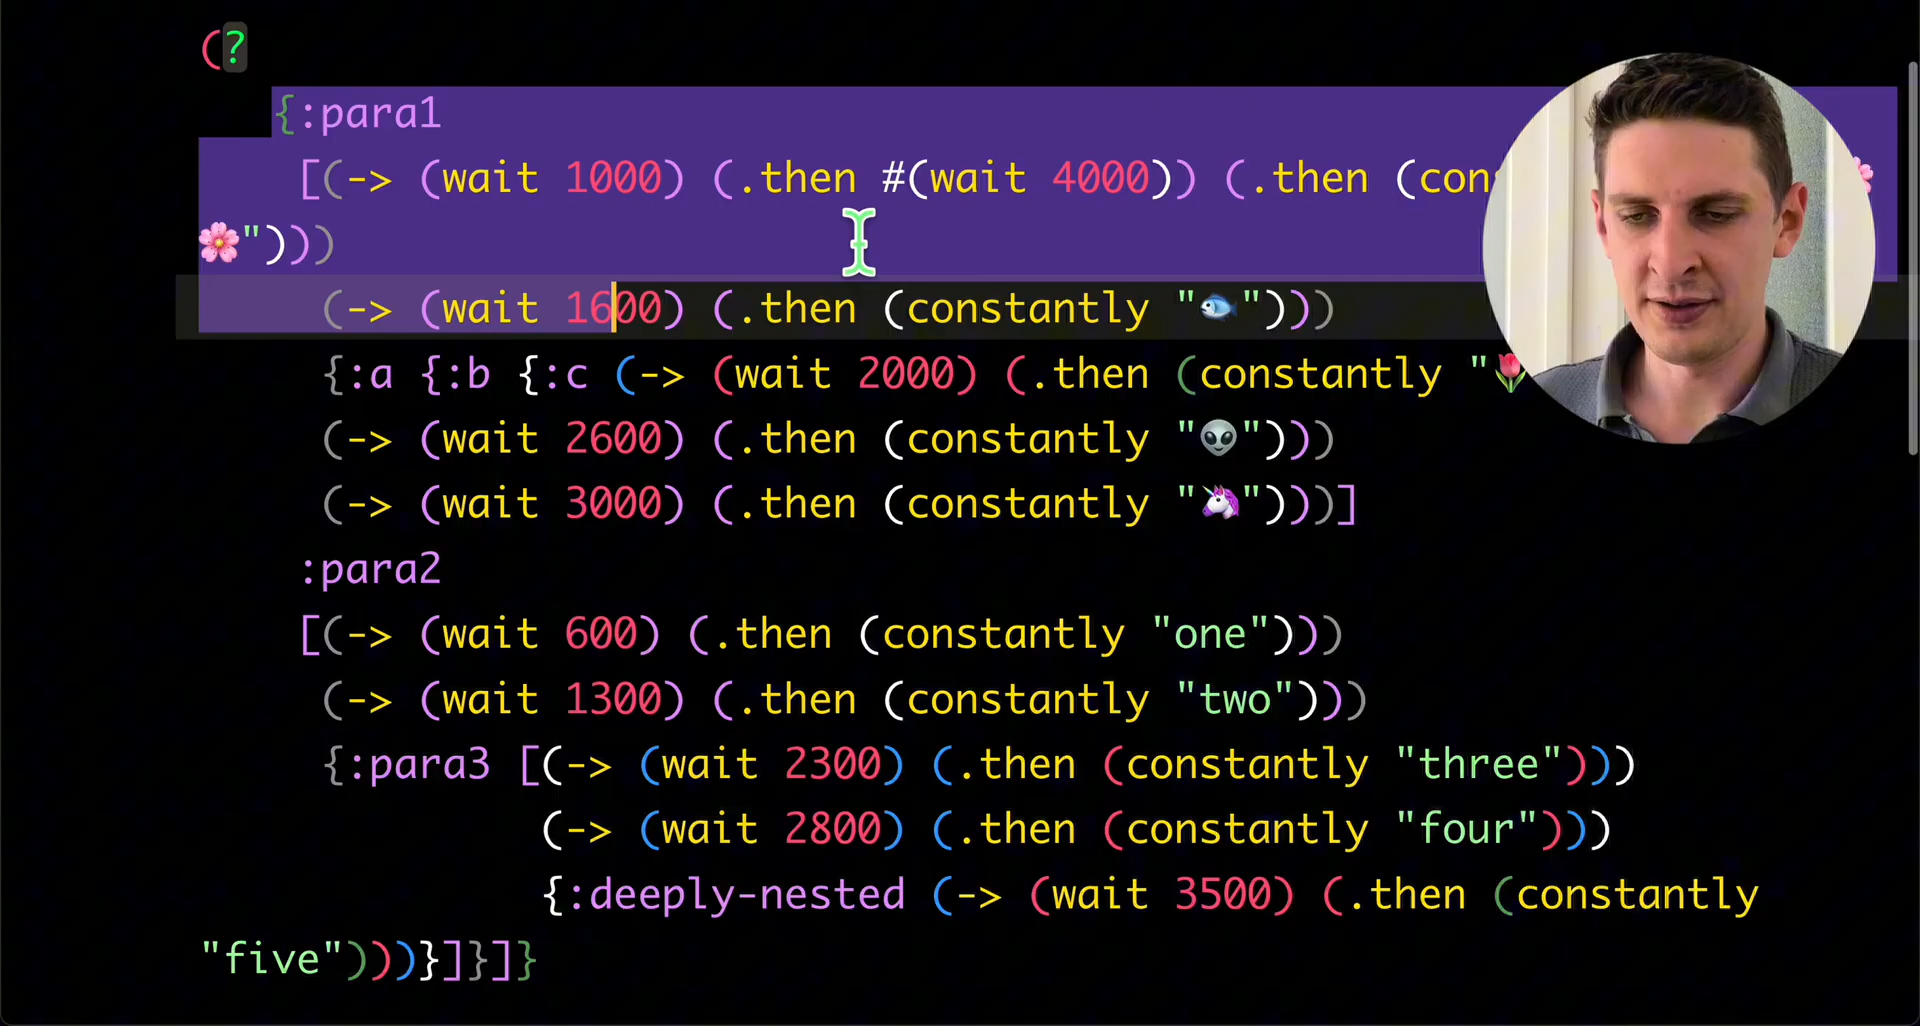 (?
{:para1
[(-> (wait 1000) (.then #(wait 4000)) (.then (cons
🌸")))
(-> (wait 1600) (.then (constantly "🐟")))
{:a {:b {:c (-> (wait 2000) (.then (constantly "🌷
(-> (wait 2600) (.then (constantly "👽")))
(-> (wait 3000) (.then (constantly "🦄")))]
:para2
[(-> (wait 600) (.then (constantly "one")))
(-> (wait 1300) (.then (constantly "two")))
{:para3 [(-> (wait 2300) (.then (constantly "three")))
(-> (wait 2800) (.then (constantly "four")))
{:deeply-nested (-> (wait 3500) (.then (constantly
"five")))}]}]}